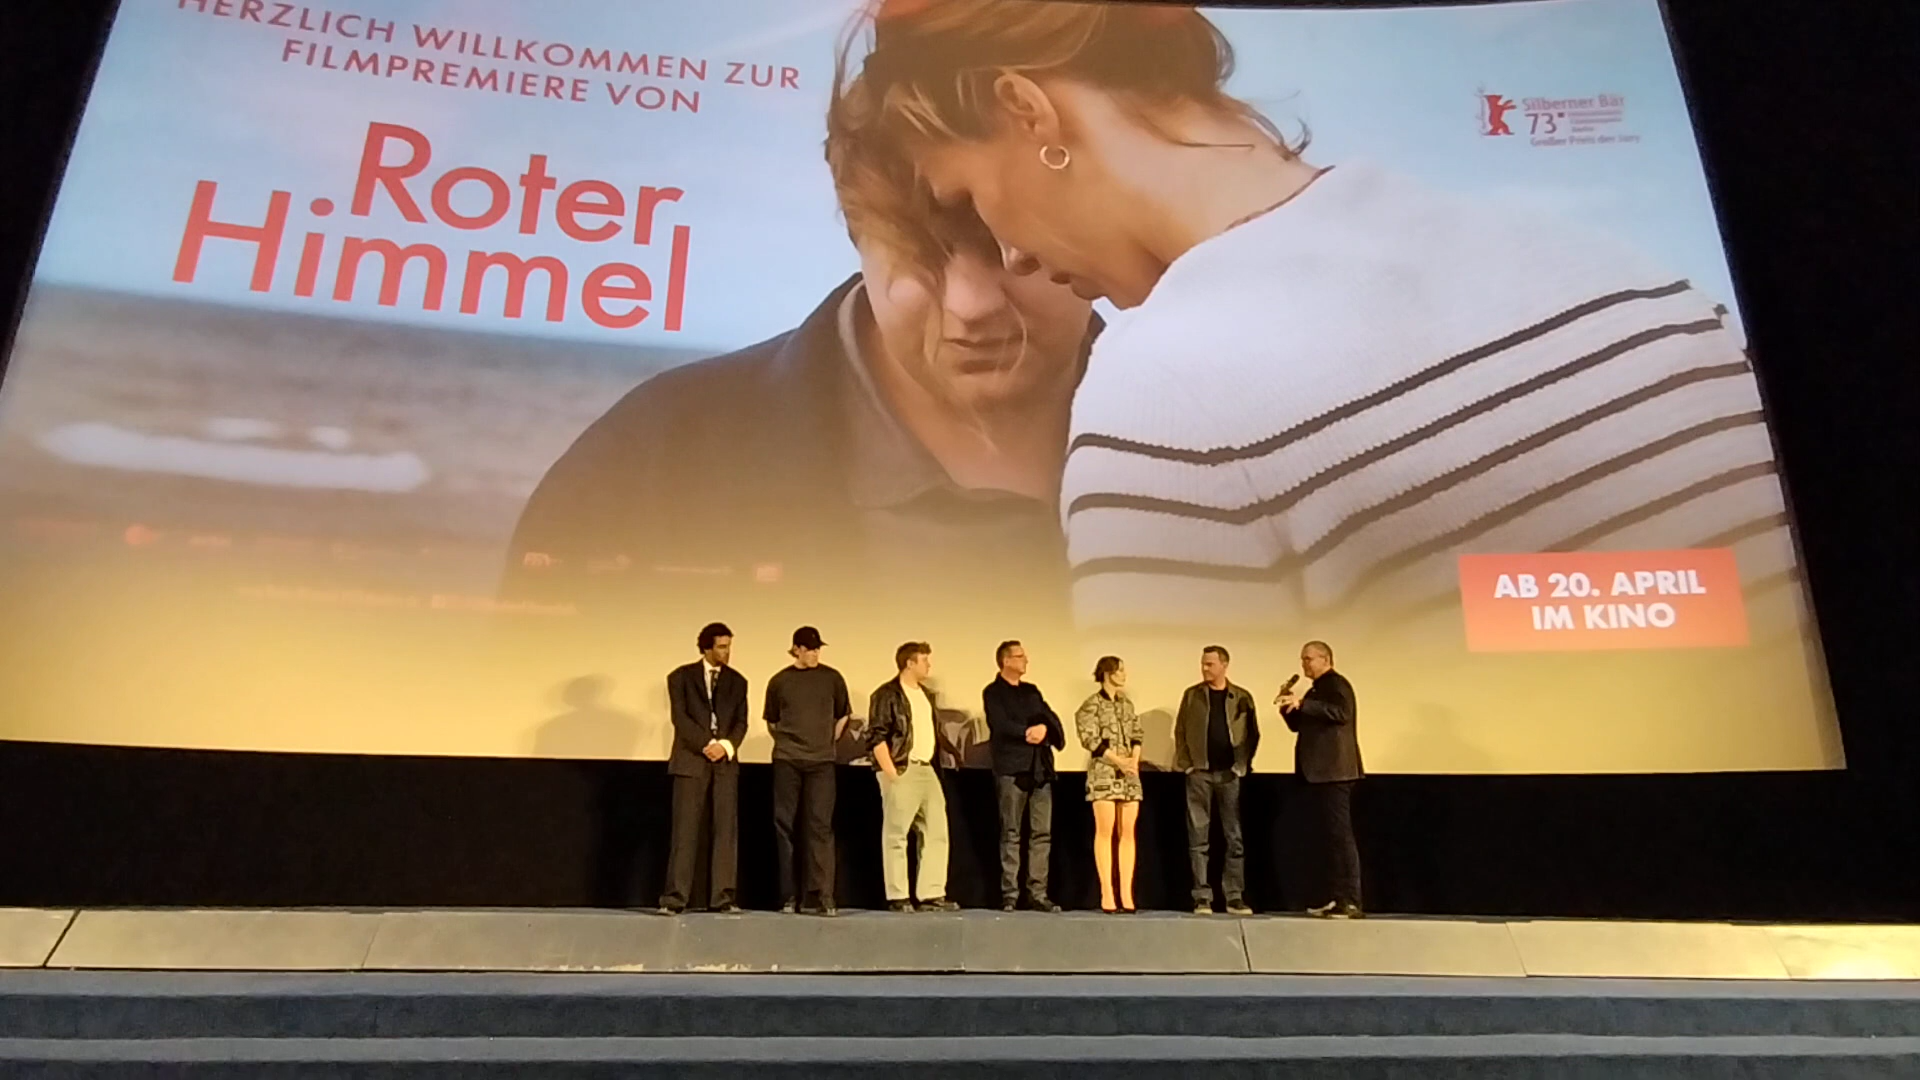 HERZLICH WILLKOMMEN ZUR
FILMPREMIERE VON
Roter
Himmel
Silberner Bär
73
Großer Preis der Jury
AB 20. APRIL
IM KINO